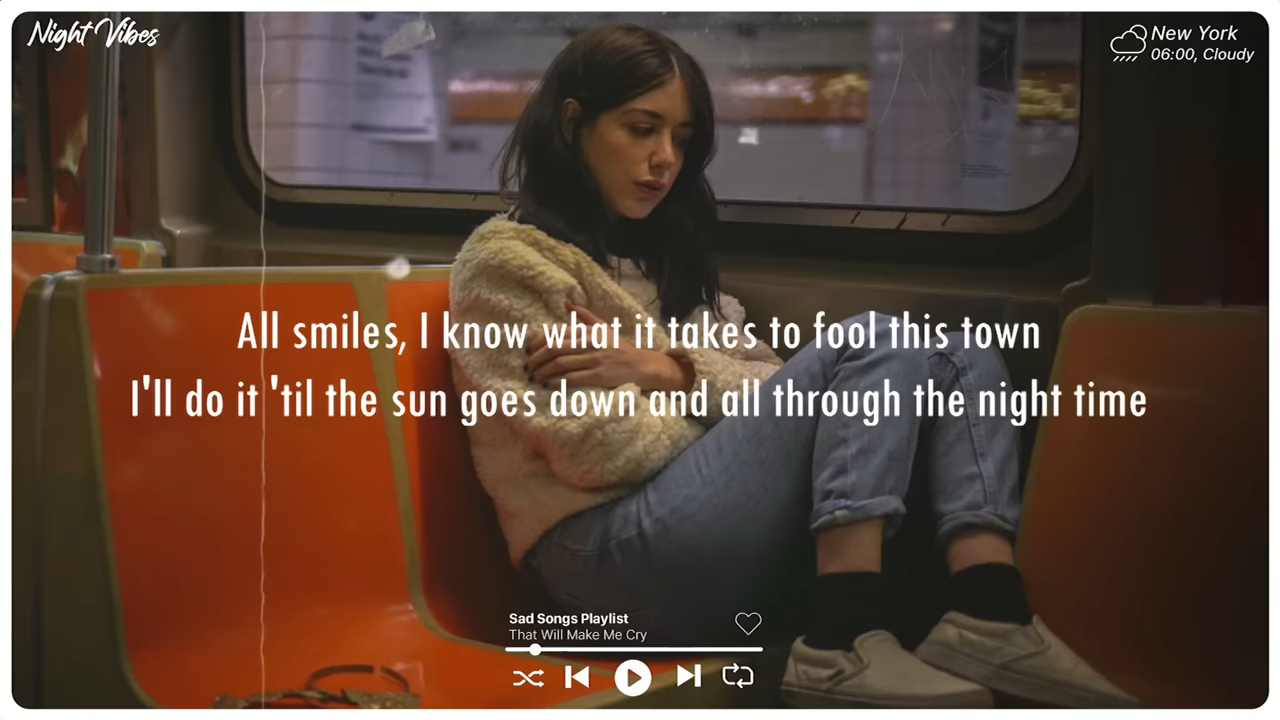 Night Vibes
New York
06:00, Cloudy
All smiles, I know what it takes to fool this town
I'll do it 'til the sun goes down and all through the night time
Sad Songs Playlist
That Will Make Me Cry